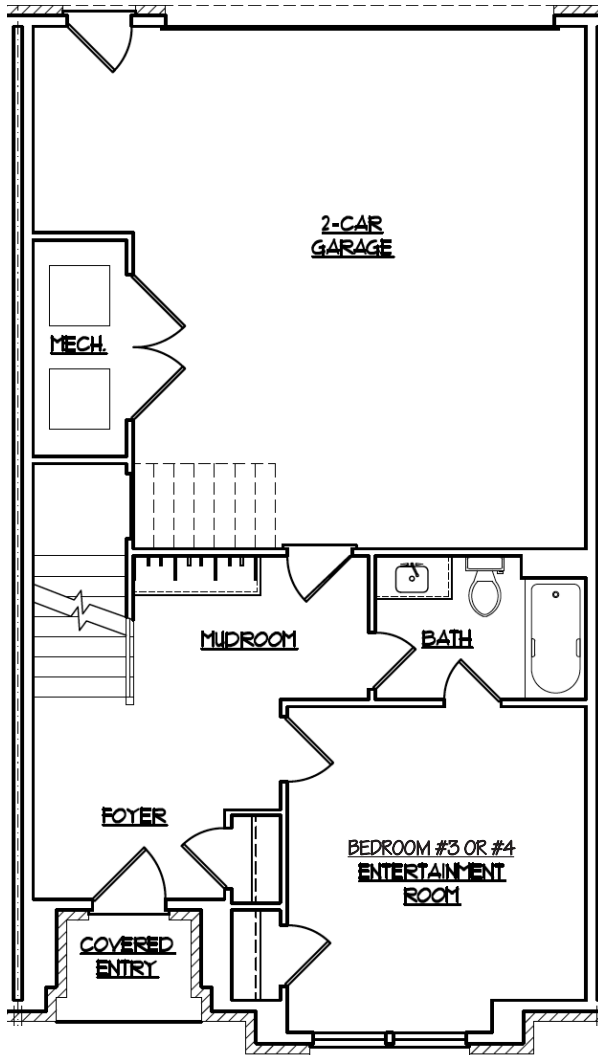 2-CAR
GARAGE
MECH.
MUDROOM
BATH
FOYER
BEDROOM #3 OR #4
ENTERTAINMENT
ROOM
COVERED
ENTRY